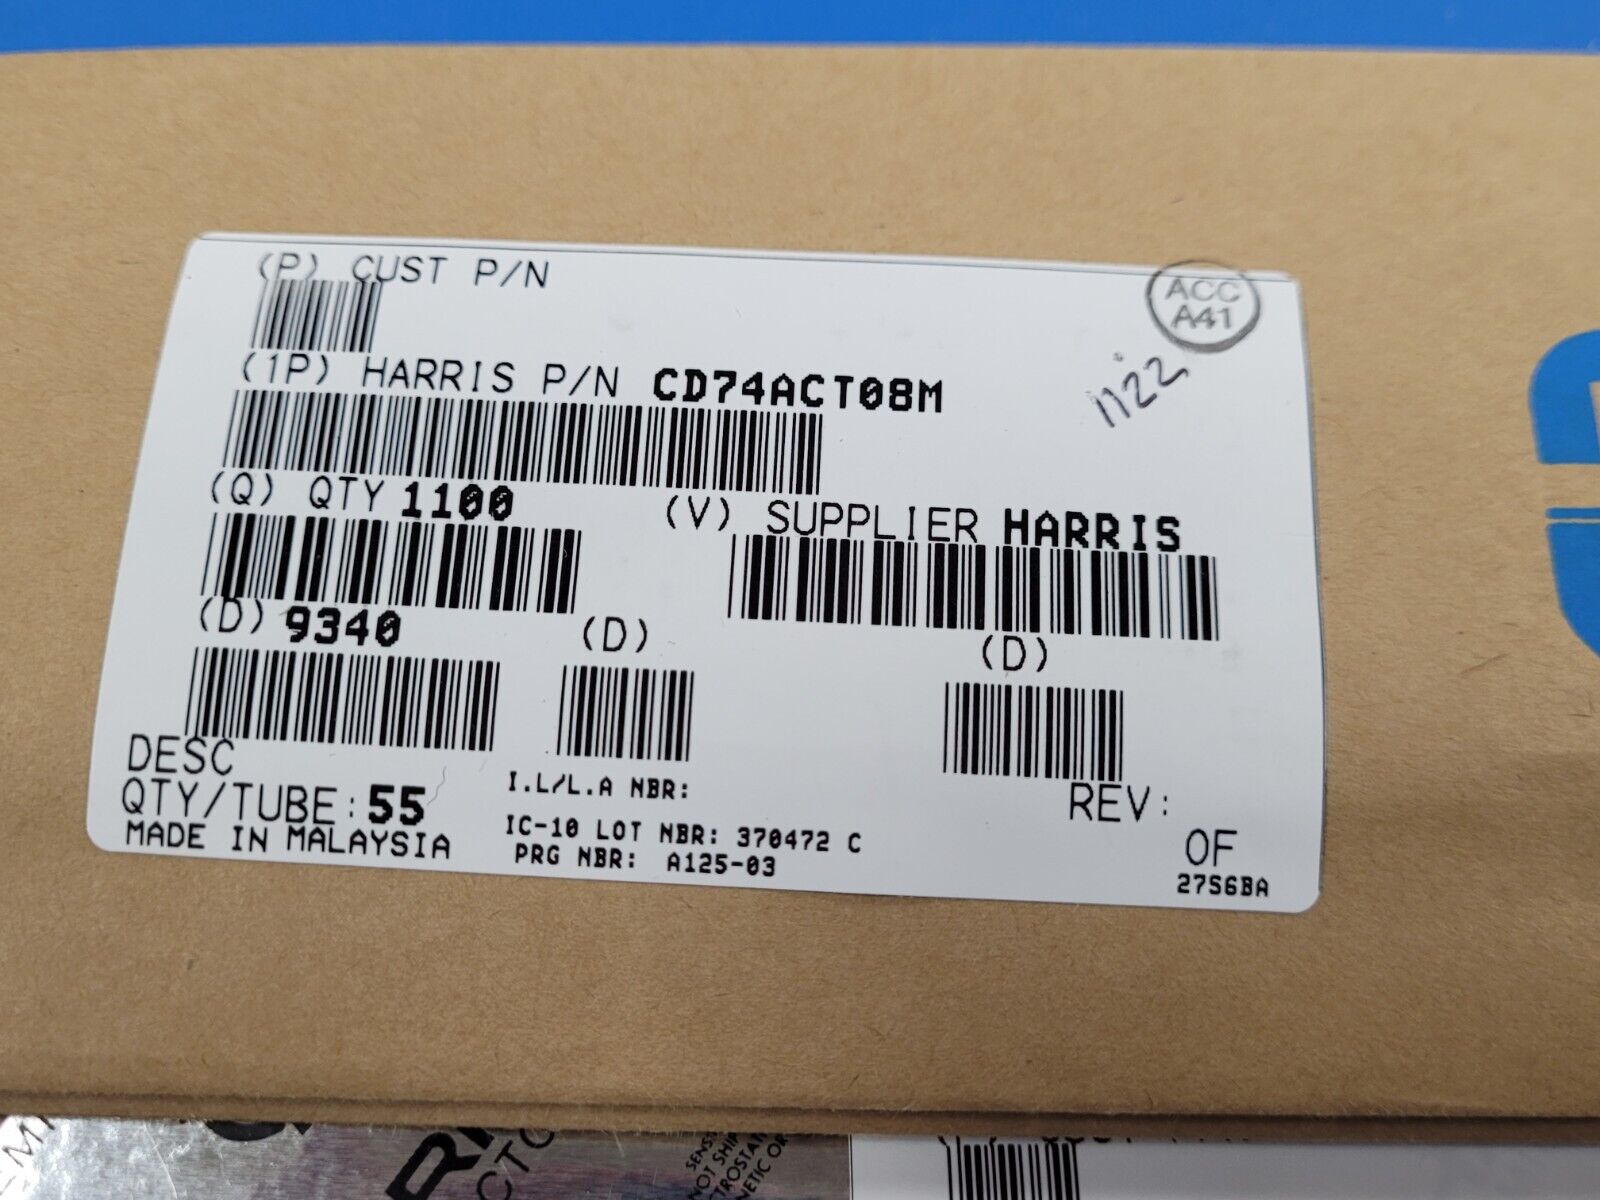 (P) CUST P/N
ACC
A41
1122
(1P) HARRIS P/N CD74ACT08M
(Q) QTY 1100
(V) SUPPLIER HARRIS
(D) 9340
(D)
(D)
DESC
QTY/TUBE: 55
I.L/L.A NBR:
REV:
MADE IN MALAYSIA
IC-10 LOT NBR: 370472 C
PRG NBR: A125-03
OF
27S6BA